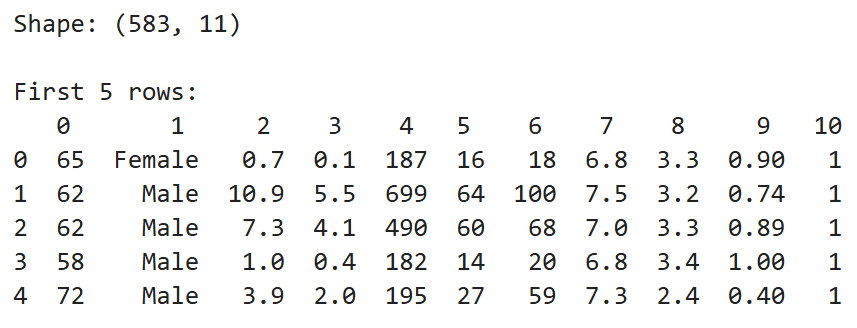 Shape: (583, 11)
First 5 rows:
0 1 2 3 4 5 6 7 8 9 10
0 65 Female 0.7 0.1 187 16 18 6.8 3.3 0.90 1
1 62 Male 10.9 5.5 699 64 100 7.5 3.2 0.74 1
2 62 Male 7.3 4.1 490 60 68 7.0 3.3 0.89 1
3 58 Male 1.0 0.4 182 14 20 6.8 3.4 1.00 1
4 72 Male 3.9 2.0 195 27 59 7.3 2.4 0.40 1